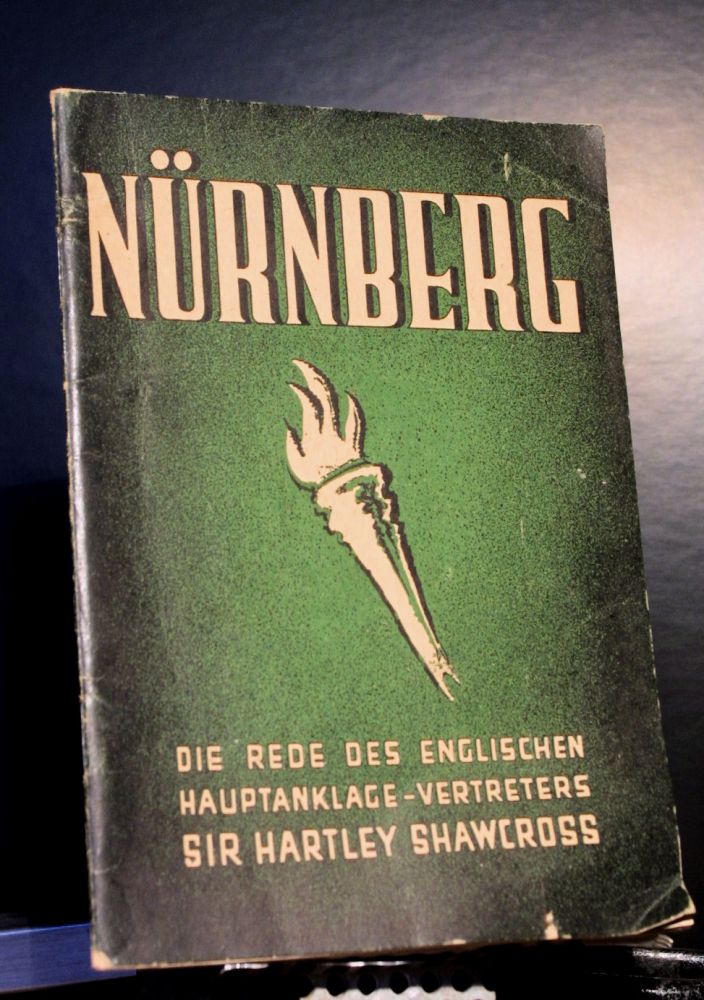 NÜRNBERG
DIE REDE DES ENGLISCHEN
HAUPTANKLAGE-VERTRETERS
SIR HARTLEY SHAWCROSS